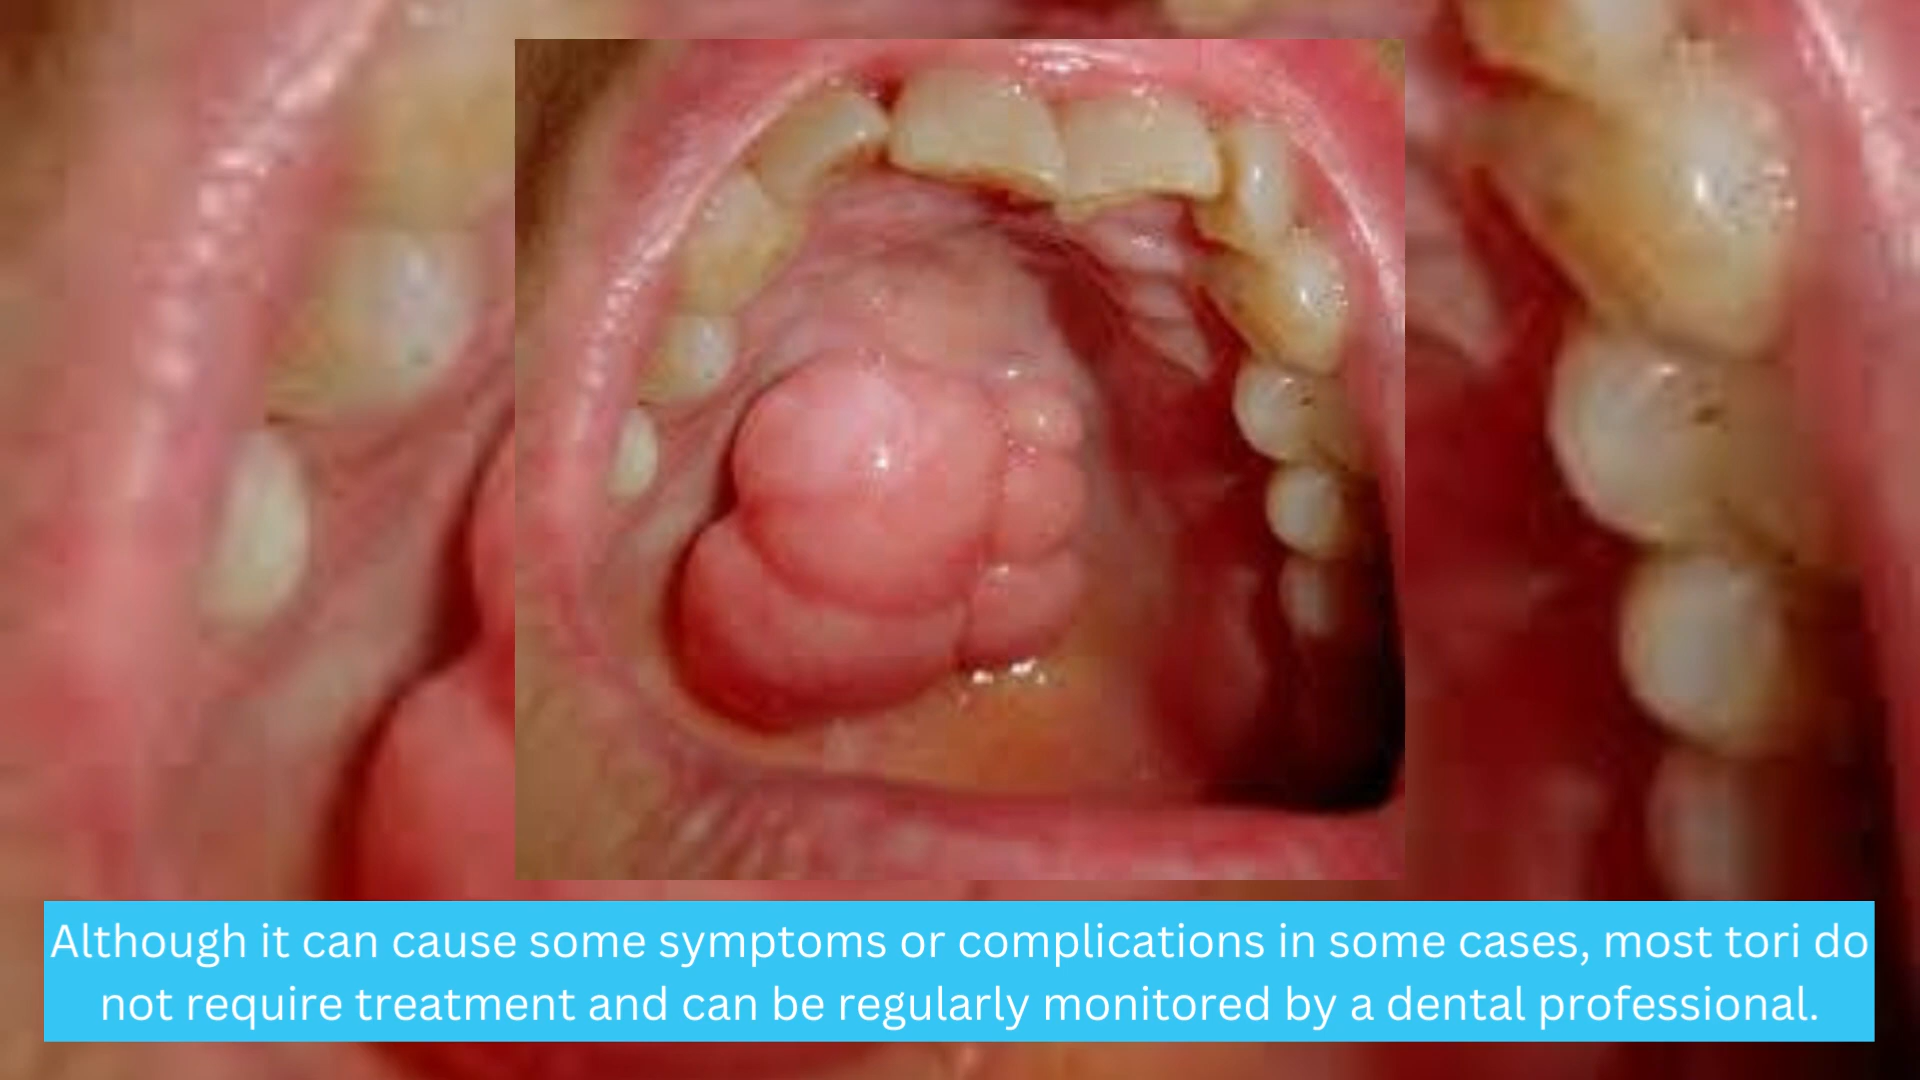 Although it can cause some symptoms or complications in some cases, most tori do
not require treatment and can be regularly monitored by a dental professional.